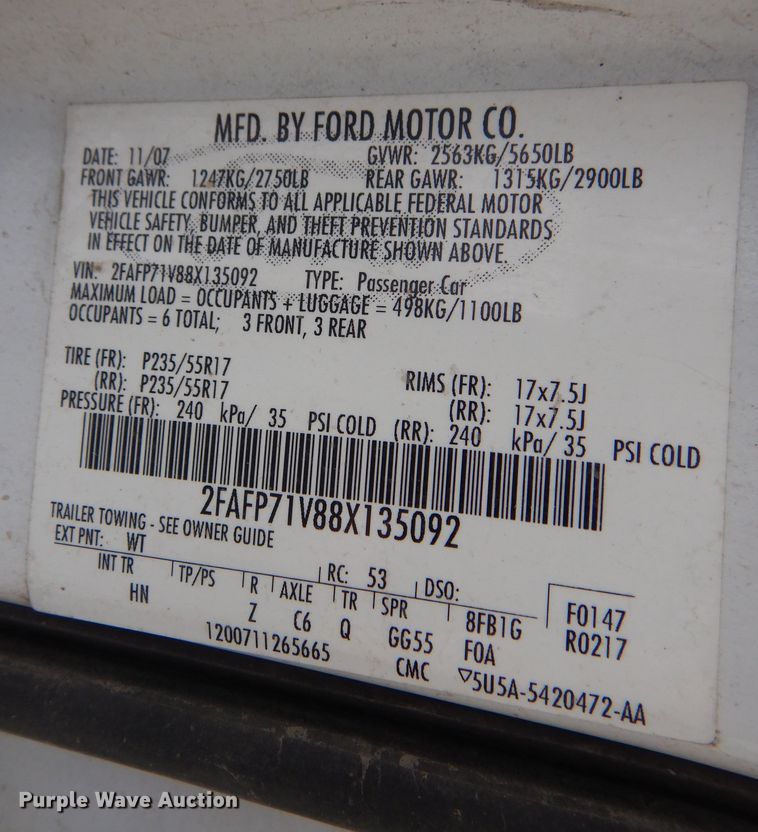 MFD. BY FORD MOTOR CO.
DATE: 11/07 GVWR: 2563KG/5650LB
FRONT GAWR: 1247KG/2750LB REAR GAWR: 1315KG/2900LB
THIS VEHICLE CONFORMS TO ALL APPLICABLE FEDERAL MOTOR
VEHICLE SAFETY, BUMPER, AND THEFT PREVENTION STANDARDS
IN EFFECT ON THE DATE OF MANUFACTURE SHOWN ABOVE.
VIN: 2FAFP71V88X135092 TYPE: Passenger Car
MAXIMUM LOAD = OCCUPANTS + LUGGAGE = 498KG/1100LB
OCCUPANTS = 6 TOTAL; 3 FRONT, 3 REAR
TIRE (FR): P235/55R17 RIMS (FR): 17x7.5J
(RR): P235/55R17 (RR): 17x7.5J
PRESSURE (FR): 240 kPa/ 35 PSI COLD (RR): 240 kPa/ 35 PSI COLD
2FAFP71V88X135092
TRAILER TOWING - SEE OWNER GUIDE
EXT PNT: WT RC: 53 DSO: F0147
INT TR TP/PS R AXLE TR SPR 8FB1G R0217
HN Z C6 Q GG55 F0A
1200711265665 CMC ▽5U5A-5420472-AA
Purple Wave Auction